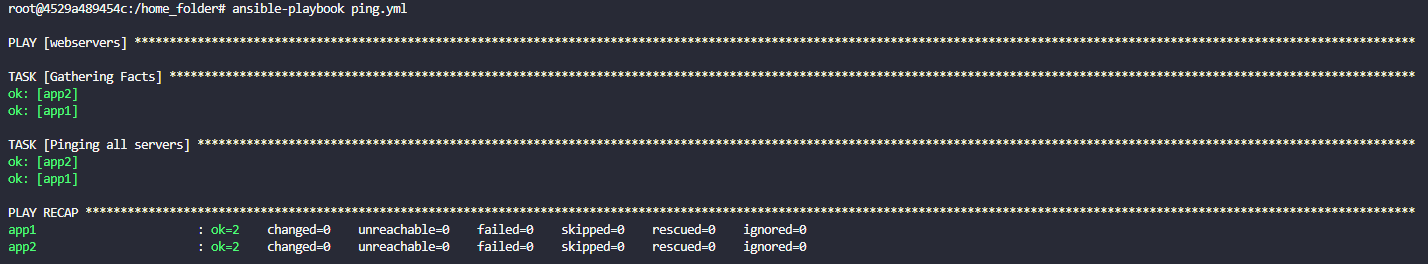 root@4529a489454c:/home_folder# ansible-playbook ping.yml
PLAY [webservers] ****************************************************************************************************************************************************************************************
TASK [Gathering Facts] ***********************************************************************************************************************************************************************************
ok: [app2]
ok: [app1]
TASK [Pinging all servers] *******************************************************************************************************************************************************************************
ok: [app2]
ok: [app1]
PLAY RECAP ***********************************************************************************************************************************************************************************************
app1                       : ok=2    changed=0    unreachable=0    failed=0    skipped=0    rescued=0    ignored=0
app2                       : ok=2    changed=0    unreachable=0    failed=0    skipped=0    rescued=0    ignored=0